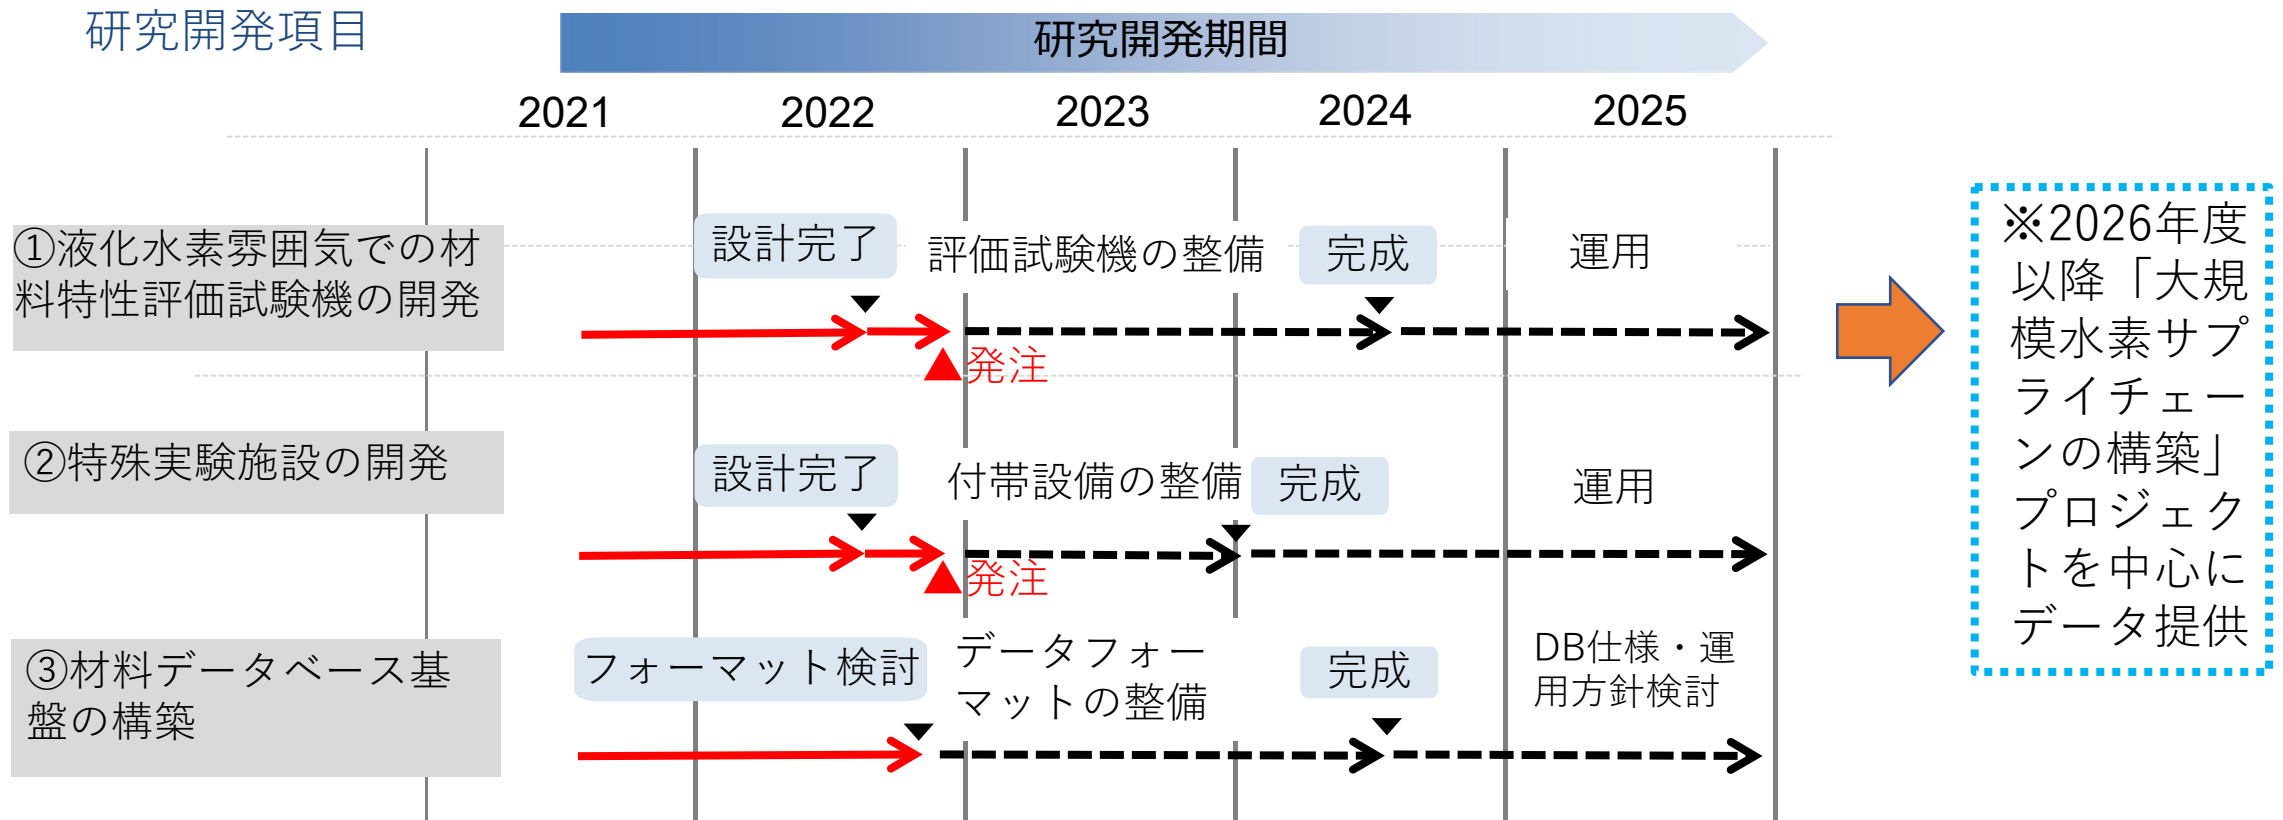 研究開発項目
研究開発期間
2021
2022
2023
2024
2025
①液化水素雰囲気での材
料特性評価試験機の開発
設計完了
評価試験機の整備
完成
運用
発注
②特殊実験施設の開発
設計完了
付帯設備の整備
完成
運用
発注
③材料データベース基
盤の構築
フォーマット検討
データフォー
マットの整備
完成
DB仕様・運
用方針検討
※2026年度
以降「大規
模水素サプ
ライチェー
ンの構築」
プロジェク
トを中心に
データ提供